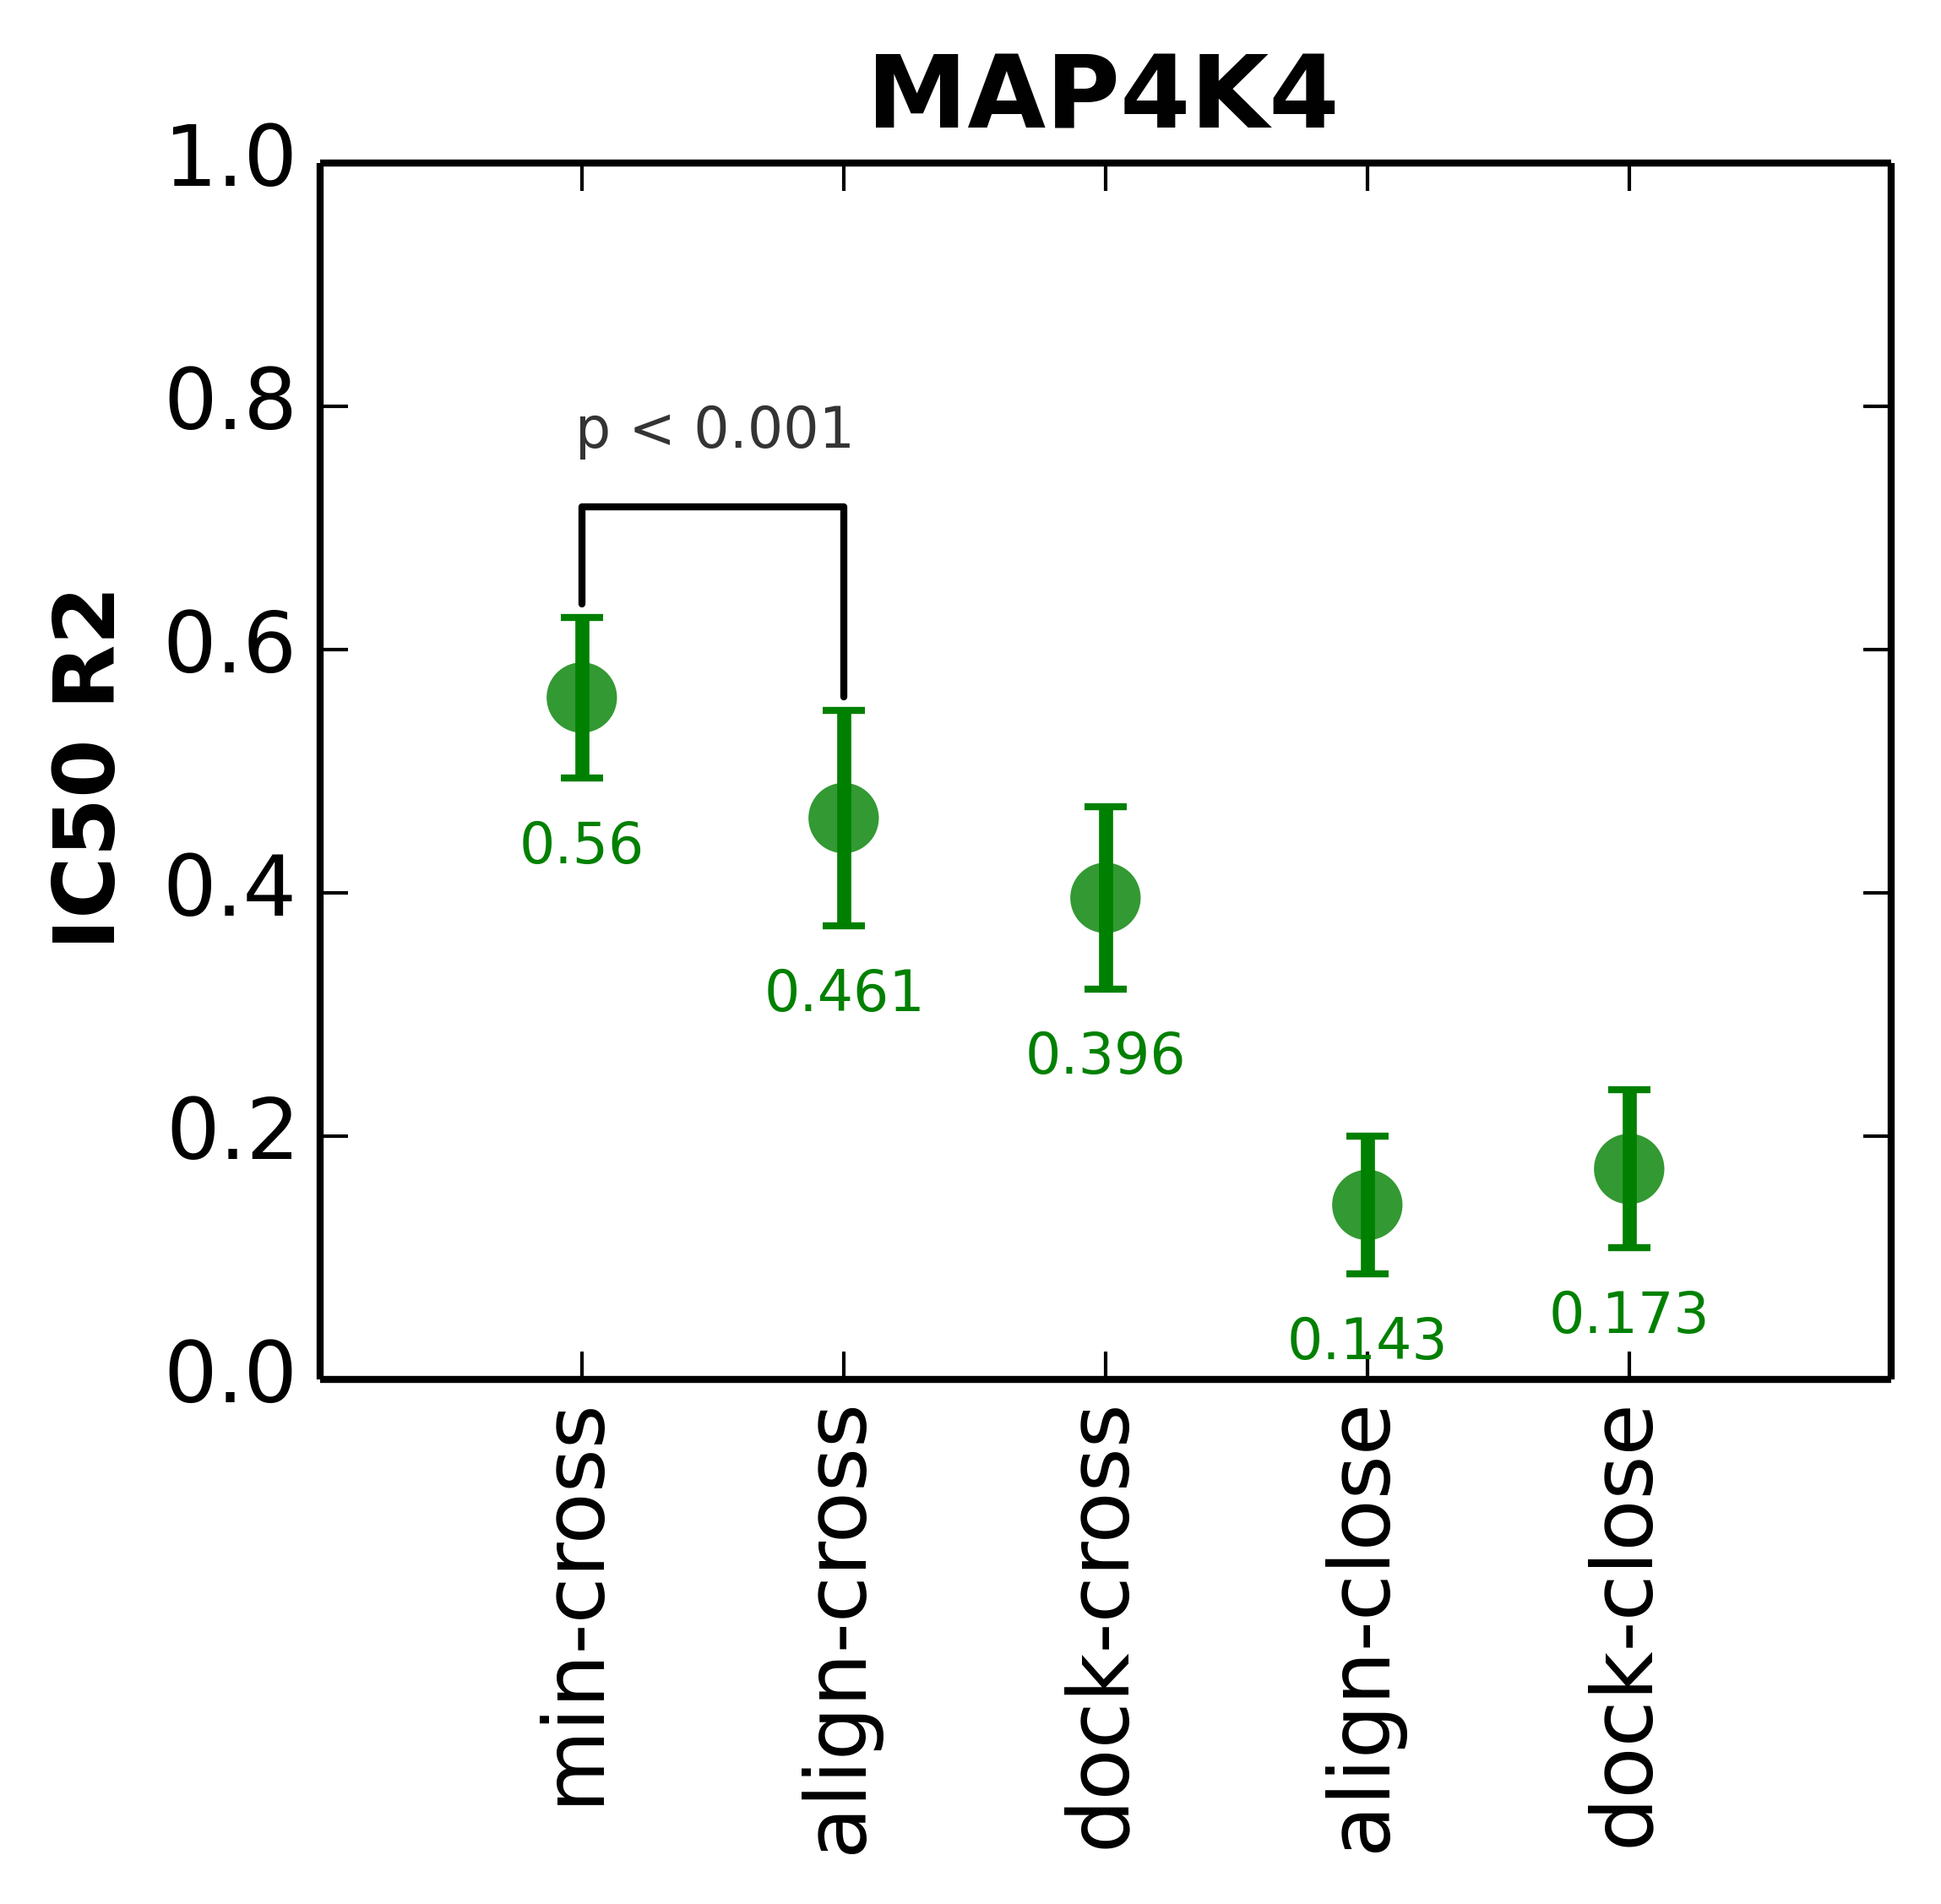 MAP4K4
IC50 R2
1.0
0.8
0.6
0.4
0.2
0.0
p < 0.001
0.56
0.461
0.396
0.143
0.173
min-cross
align-cross
dock-cross
align-close
dock-close